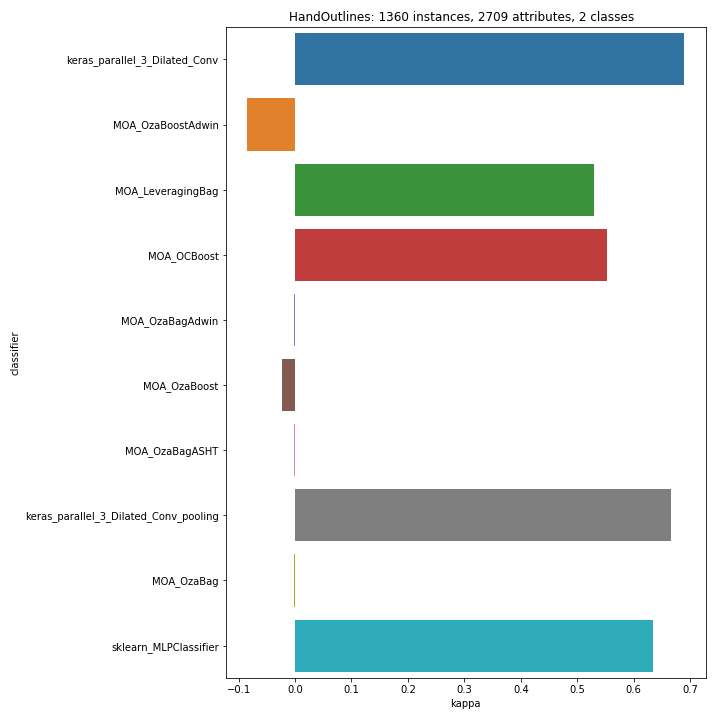 HandOutlines: 1360 instances, 2709 attributes, 2 classes
classifier
keras_parallel_3_Dilated_Conv
MOA_OzaBoostAdwin
MOA_LeveragingBag
MOA_OCBoost
MOA_OzaBagAdwin
MOA_OzaBoost
MOA_OzaBagASHT
keras_parallel_3_Dilated_Conv_pooling
MOA_OzaBag
sklearn_MLPClassifier
−0.1 0.0 0.1 0.2 0.3 0.4 0.5 0.6 0.7
kappa